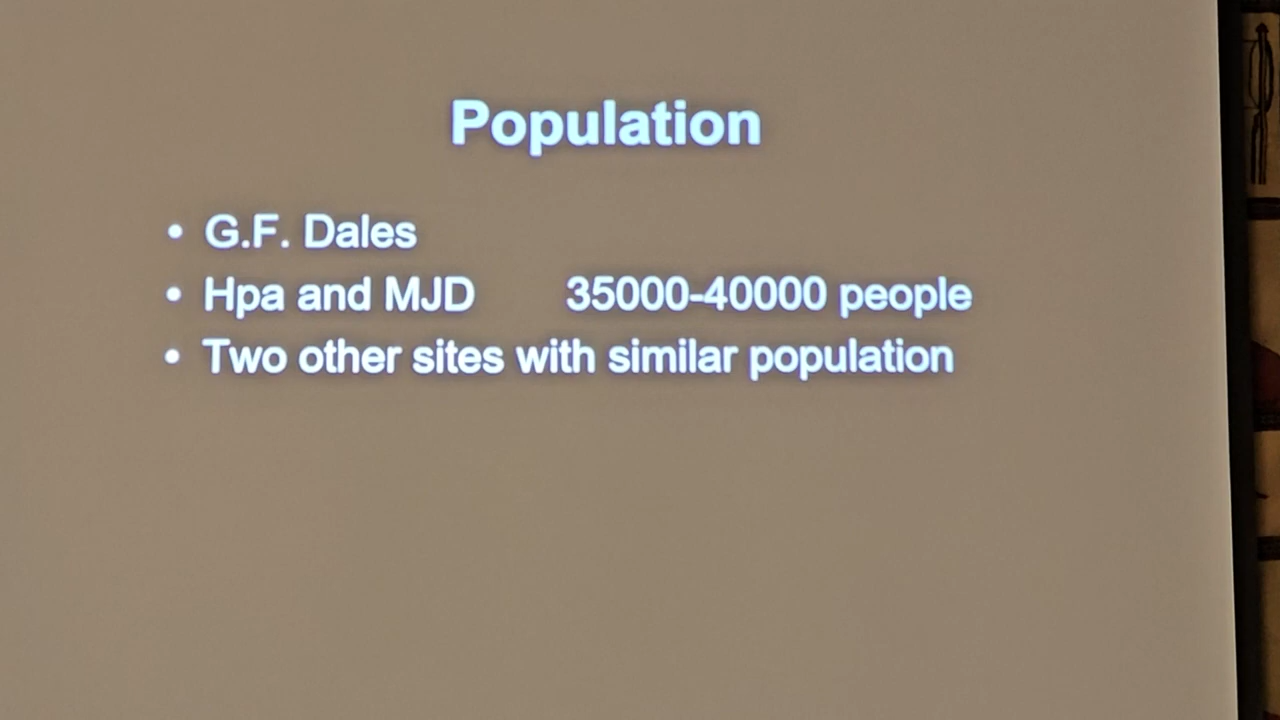 Population
• G.F. Dales
• Hpa and MJD 35000-40000 people
• Two other sites with similar population